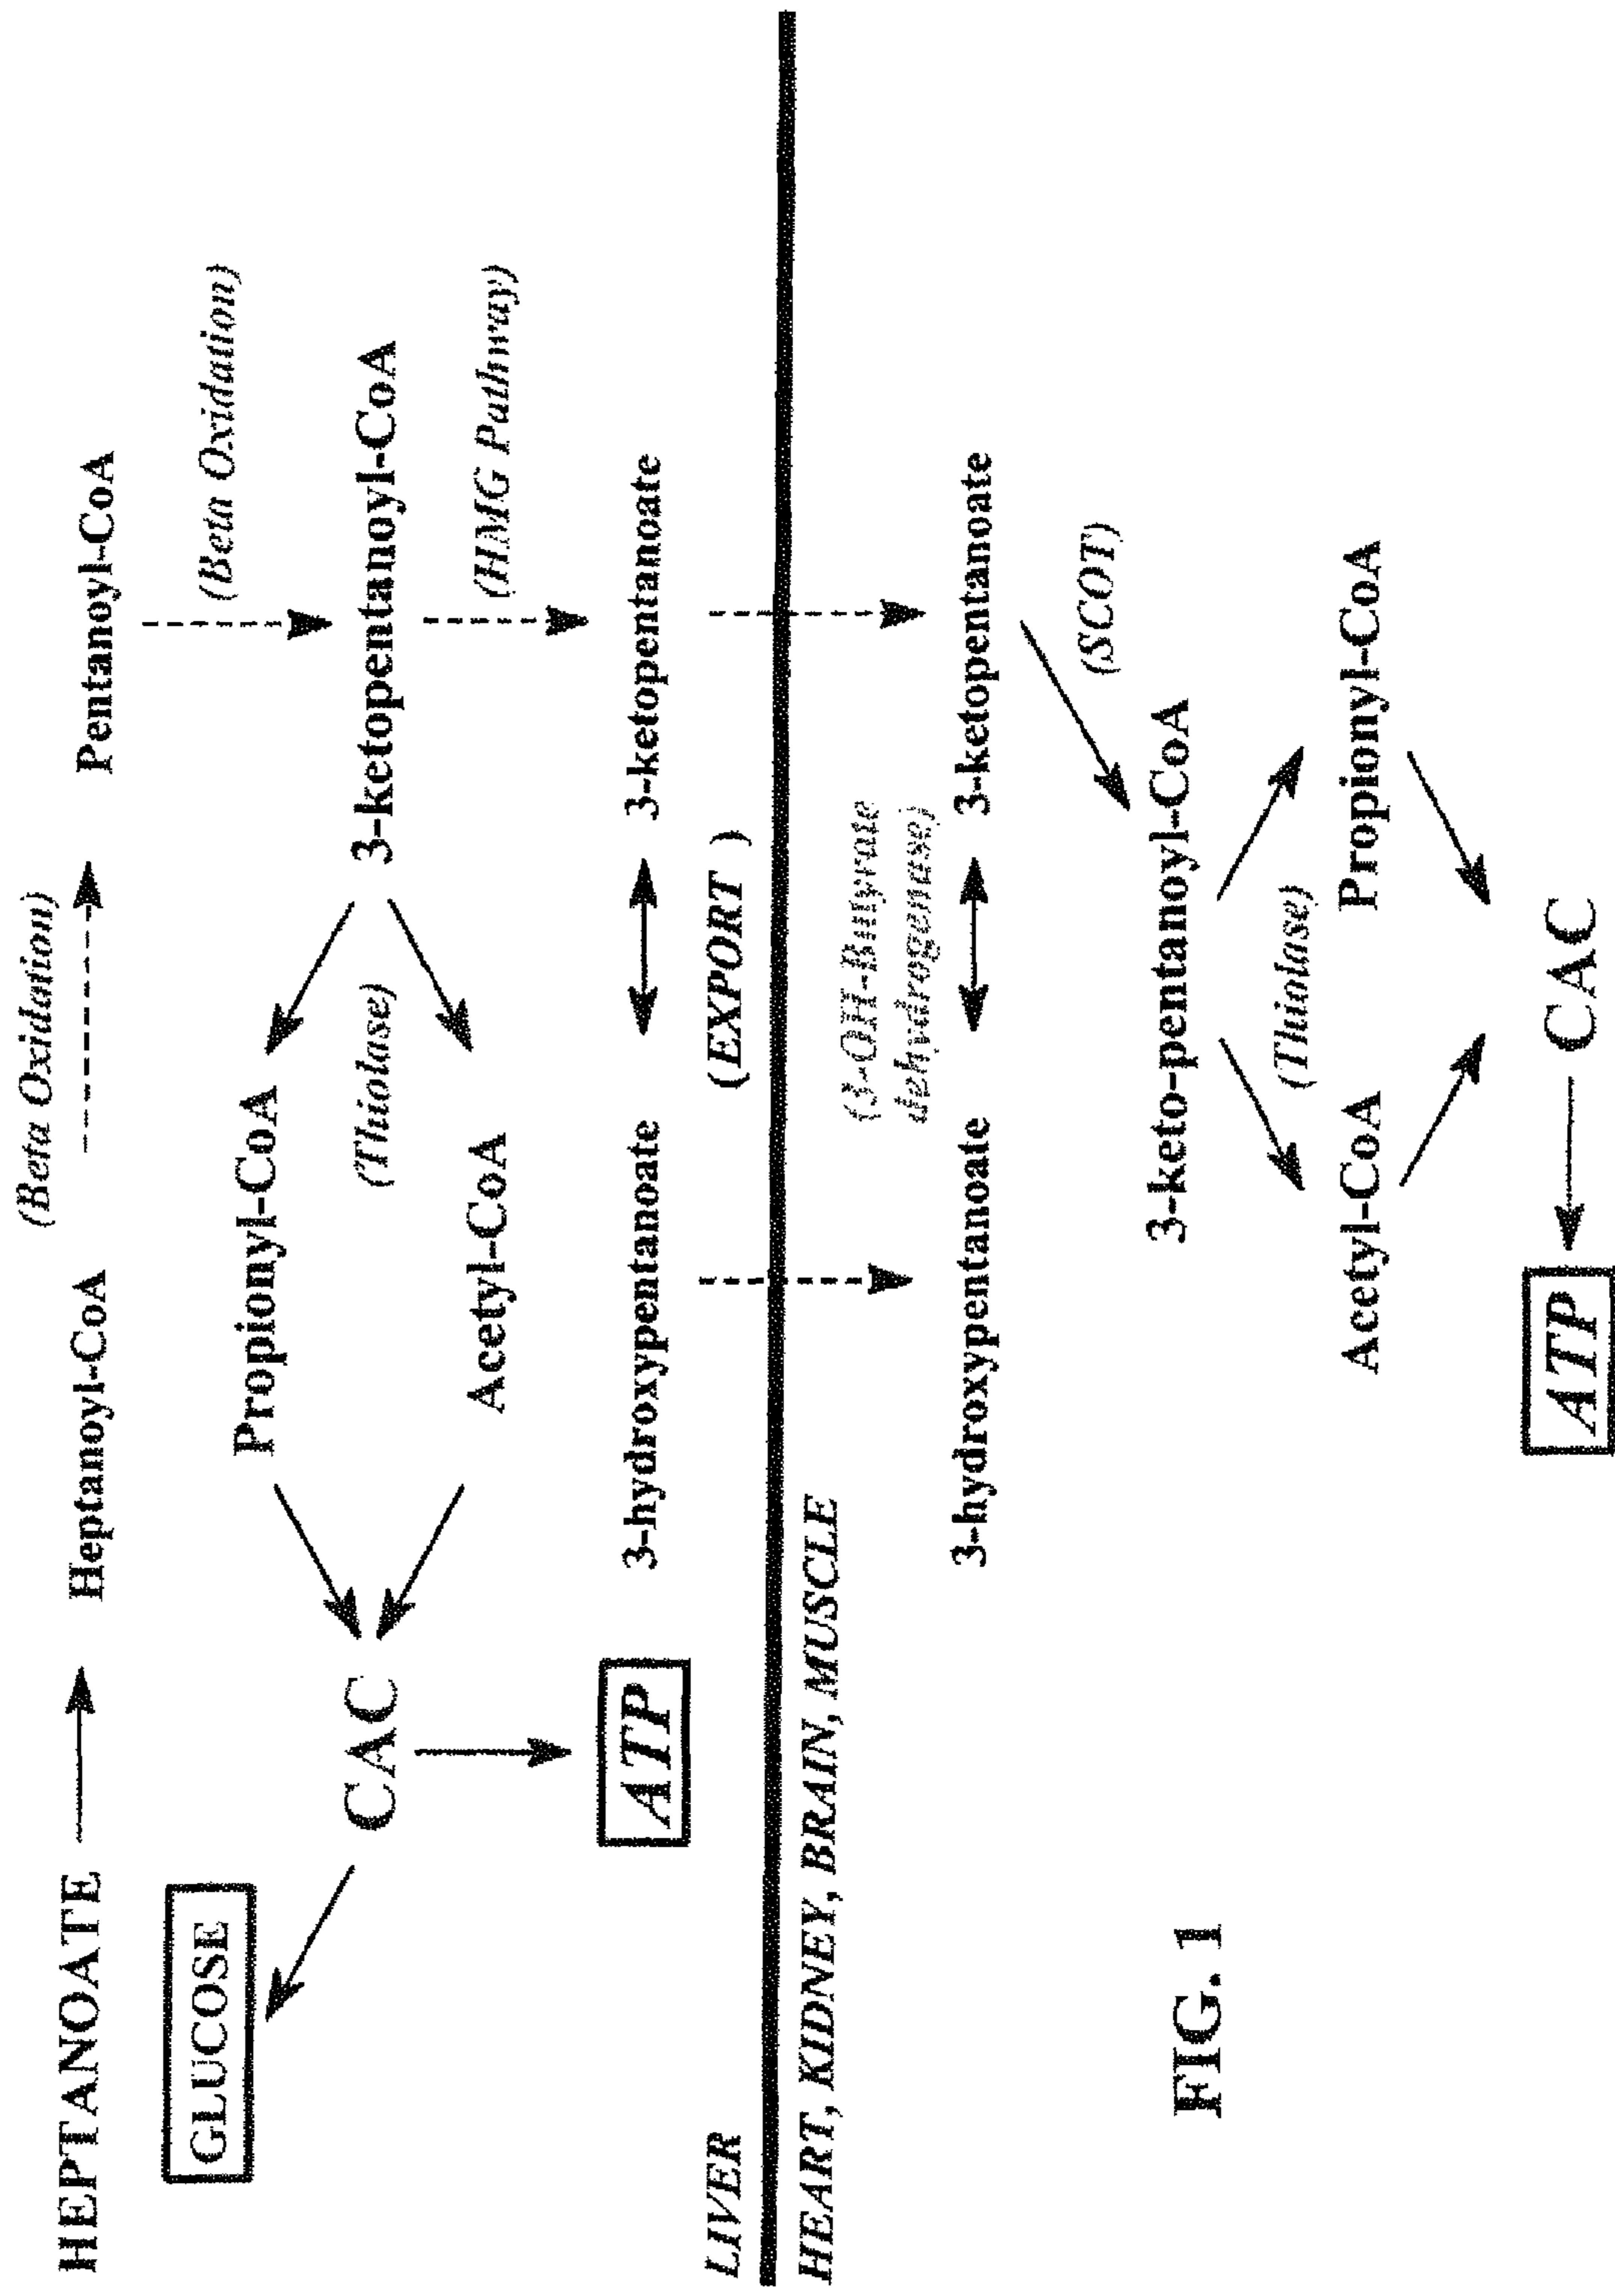 HEPTANOATE
Heptanoyl-CoA
(Beta Oxidation)
Pentanoyl-CoA
(Beta Oxidation)
GLUCOSE
CAC
Propionyl-CoA
(Thiolase)
Acetyl-CoA
3-ketopentanoyl-CoA
(HMG Pathway)
ATP
3-hydroxypentanoate
3-ketopentanoate
LIVER
(EXPORT )
HEART, KIDNEY, BRAIN, MUSCLE
(3-OH-Butyrate
dehydrogenase)
3-hydroxypentanoate
3-ketopentanoate
(SCOT)
3-keto-pentanoyl-CoA
(Thiolase)
Acetyl-CoA
Propionyl-CoA
ATP
CAC
FIG. 1